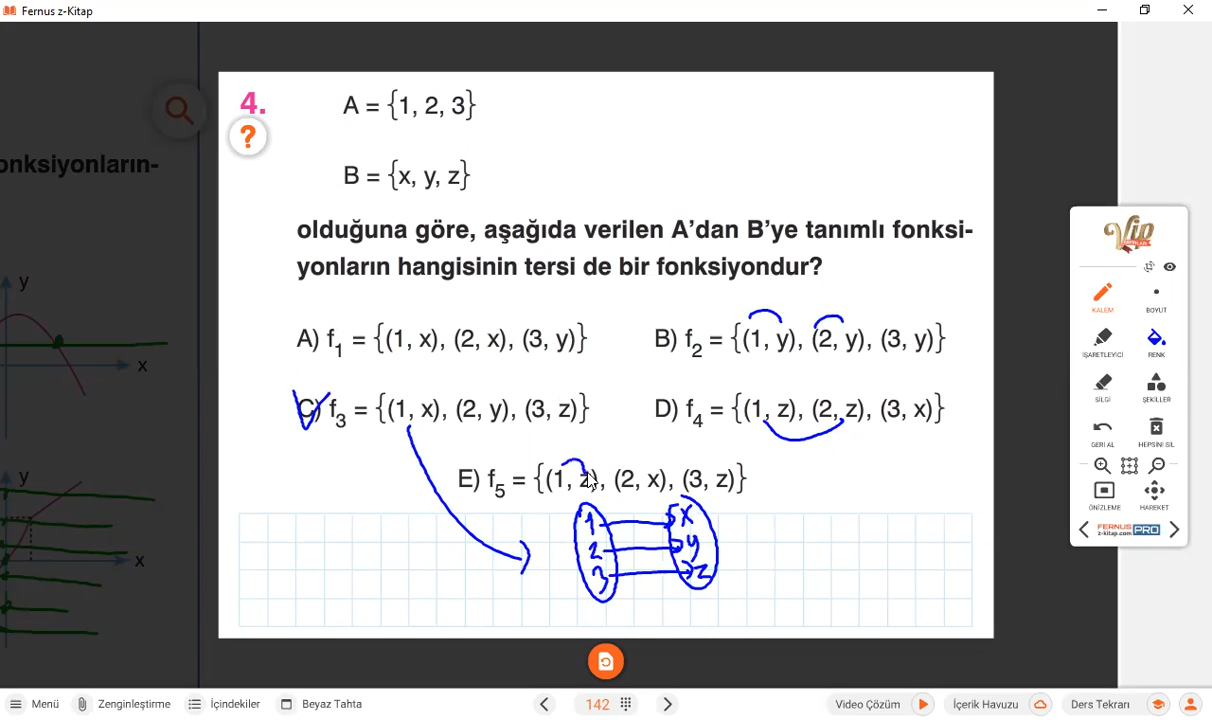 Fernus z-Kitap
onksiyonların-
4.
?
A = {1, 2, 3}
B = {x, y, z}
olduğuna göre, aşağıda verilen A'dan B'ye tanımlı fonksi-
yonların hangisinin tersi de bir fonksiyondur?
A) f1 = {(1, x), (2, x), (3, y)}
B) f2 = {(1, y), (2, y), (3, y)}
C) f3 = {(1, x), (2, y), (3, z)}
D) f4 = {(1, z), (2, z), (3, x)}
E) f5 = {(1, z), (2, x), (3, z)}
1 x
2 y
3 z
y
x
y
x
Vip
YAYINLARI
KALEM
BOYUT
İŞARETLEYİCİ
RENK
SİLGİ
ŞEKİLLER
GERİ AL
HEPSİNİ SİL
ÖNİZLEME
HAREKET
FERNUS PRO
z-kitap.com
Menü
Zenginleştirme
İçindekiler
Beyaz Tahta
142
Video Çözüm
İçerik Havuzu
Ders Tekrarı